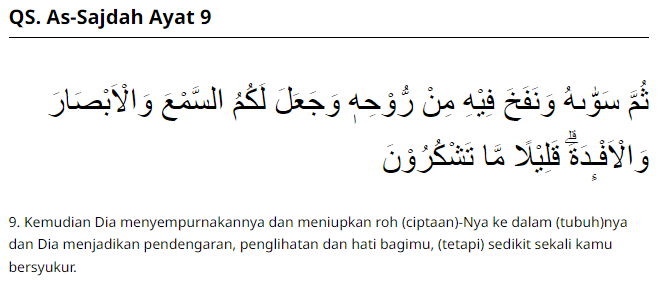 QS. As-Sajdah Ayat 9
ثُمَّ سَوّٰىهُ وَنَفَخَ فِيْهِ مِنْ رُّوْحِهٖ وَجَعَلَ لَكُمُ السَّمْعَ وَالْاَبْصَارَ
وَالْاَفْـِٕدَةَۗ قَلِيْلًا مَّا تَشْكُرُوْنَ
9. Kemudian Dia menyempurnakannya dan meniupkan roh (ciptaan)-Nya ke dalam (tubuh)nya
dan Dia menjadikan pendengaran, penglihatan dan hati bagimu, (tetapi) sedikit sekali kamu
bersyukur.